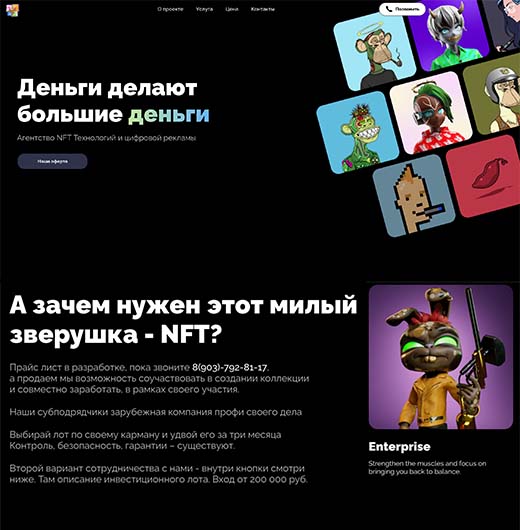 О проекте Услуга Цена Контакты Позвонить
Деньги делают
большие деньги
Агентство NFT Технологий и цифровой рекламы
Наша оферта
А зачем нужен этот милый
зверушка - NFT?
Прайс лист в разработке, пока звоните 8(903)-792-81-17,
а продаем мы возможность соучаствовать в создании коллекции
и совместно заработать, в рамках своего участия.
Наши субподрядчики зарубежная компания профи своего дела
Выбирай лот по своему карману и удвой его за три месяца
Контроль, безопасность, гарантии – существуют.
Второй вариант сотрудничества с нами - внутри кнопки смотри
ниже. Там описание инвестиционного лота. Вход от 200 000 руб.
Enterprise
Strengthen the muscles and focus on
bringing you back to balance.